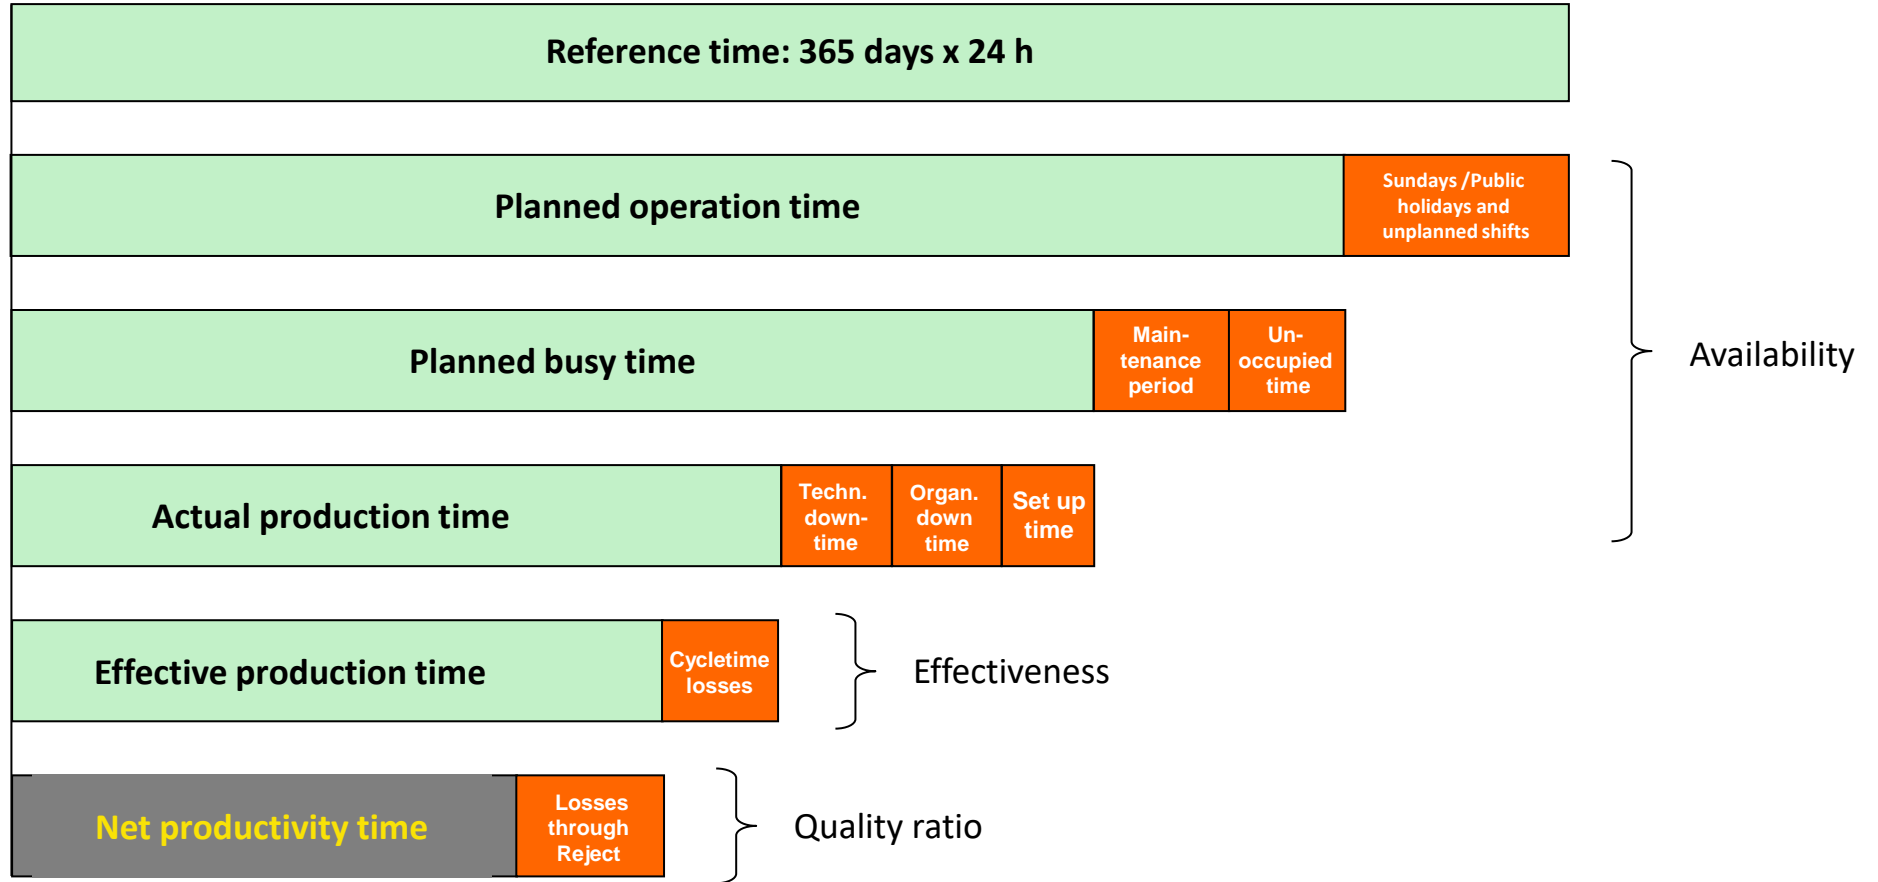 Reference time: 365 days x 24 h
Planned operation time
Sundays /Public
holidays and
unplanned shifts
Planned busy time
Main-
tenance
period
Un-
occupied
time
Availability
Actual production time
Techn.
down-
time
Organ.
down
time
Set up
time
Effective production time
Cycletime
losses
Effectiveness
Net productivity time
Losses
through
Reject
Quality ratio